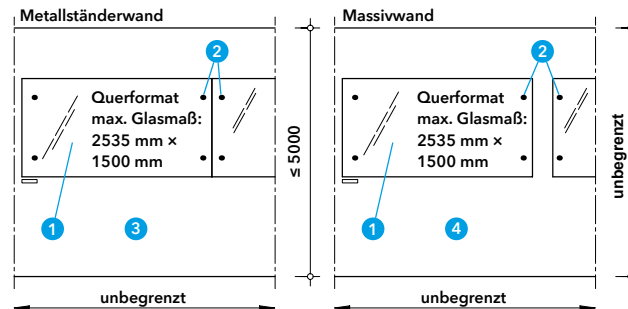 Metallständerwand
2
Querformat
max. Glasmaß:
2535 mm ×
1500 mm
1
3
unbegrenzt
≤ 5000
Massivwand
2
Querformat
max. Glasmaß:
2535 mm ×
1500 mm
1
4
unbegrenzt
unbegrenzt